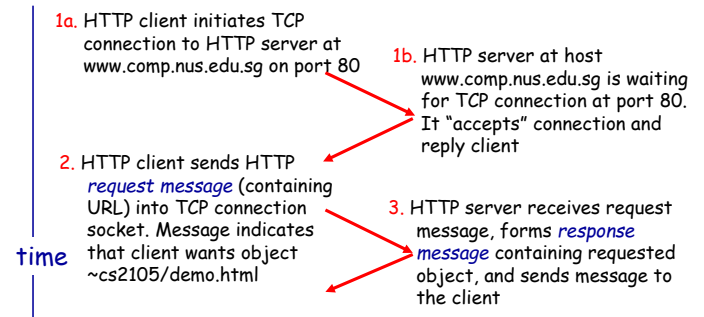 1a. HTTP client initiates TCP
connection to HTTP server at
www.comp.nus.edu.sg on port 80
1b. HTTP server at host
www.comp.nus.edu.sg is waiting
for TCP connection at port 80.
It “accepts” connection and
reply client
2. HTTP client sends HTTP
request message (containing
URL) into TCP connection
socket. Message indicates
that client wants object
~cs2105/demo.html
3. HTTP server receives request
message, forms response
message containing requested
object, and sends message to
the client
time